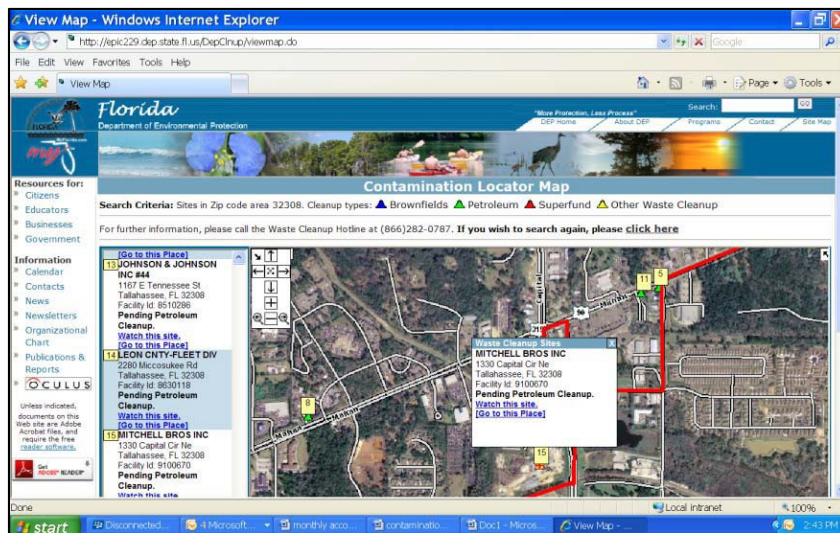 View Map - Windows Internet Explorer
http://epic229.dep.state.fl.us/DepClnup/viewmap.do
Google
File Edit View Favorites Tools Help
View Map
Page Tools
Florida
Department of Environmental Protection
"More Protection, Less Process"
Search:
GO
DEP Home About DEP Programs Contact Site Map
Contamination Locator Map
Resources for:
Citizens
Educators
Businesses
Government
Information
Calendar
Contacts
News
Newsletters
Organizational
Chart
Publications &
Reports
OCULUS
Unless indicated,
documents on this
Web site are Adobe
Acrobat files, and
require the free
reader software.
Get
ADOBE READER
Search Criteria: Sites in Zip code area 32308. Cleanup types: Brownfields Petroleum Superfund Other Waste Cleanup
For further information, please call the Waste Cleanup Hotline at (866)282-0787. If you wish to search again, please click here
[Go to this Place]
13 JOHNSON & JOHNSON
INC #44
1167 E Tennessee St
Tallahassee, FL 32308
Facility Id: 8510286
Pending Petroleum
Cleanup.
Watch this site.
[Go to this Place]
14 LEON CNTY-FLEET DIV
2280 Miccosukee Rd
Tallahassee, FL 32308
Facility Id: 8630118
Pending Petroleum
Cleanup.
Watch this site.
[Go to this Place]
15 MITCHELL BROS INC
1330 Capital Cir Ne
Tallahassee, FL 32308
Facility Id: 9100670
Pending Petroleum
Cleanup.
Watch this site.
11
5
Capital
Mahan
90
319
8
Mahan
Mahan
15
Waste Cleanup Sites X
MITCHELL BROS INC
1330 Capital Cir Ne
Tallahassee, FL 32308
Facility Id: 9100670
Pending Petroleum Cleanup.
Watch this site.
[Go to this Place]
Done
Local intranet
100%
start
Disconnected...
4 Microsoft...
monthly acco...
contaminatio...
Doc1 - Micros...
View Map - ...
2:43 PM